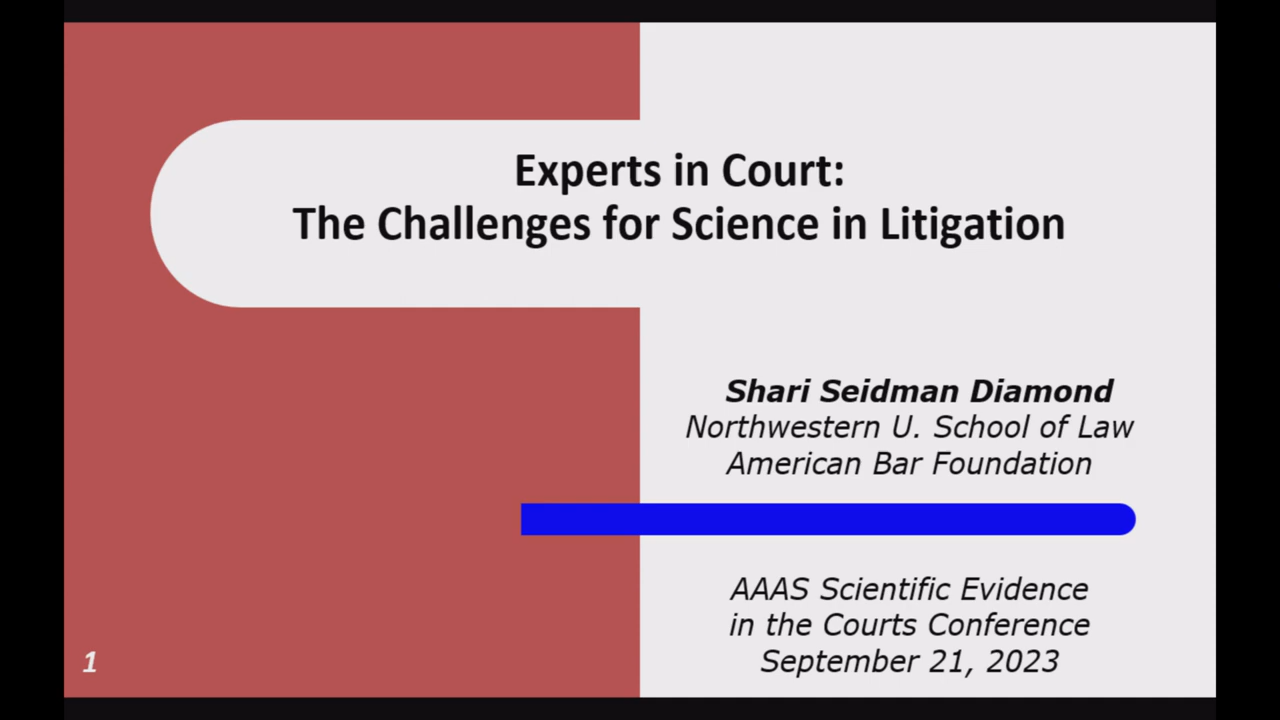 Experts in Court:
The Challenges for Science in Litigation
Shari Seidman Diamond
Northwestern U. School of Law
American Bar Foundation
AAAS Scientific Evidence
in the Courts Conference
September 21, 2023
1